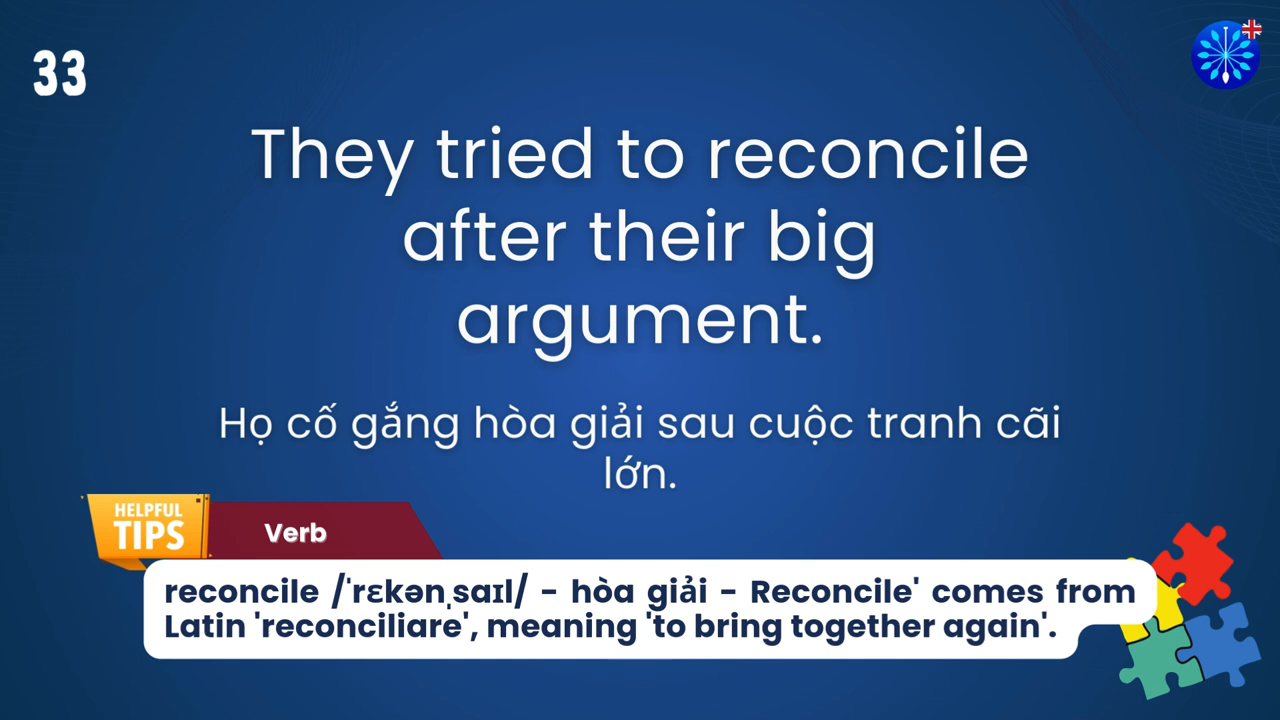 33
They tried to reconcile
after their big
argument.
Họ cố gắng hòa giải sau cuộc tranh cãi
lớn.
HELPFUL
TIPS
Verb
reconcile /ˈrɛkənˌsaɪl/ - hòa giải - Reconcile' comes from
Latin 'reconciliare', meaning 'to bring together again'.